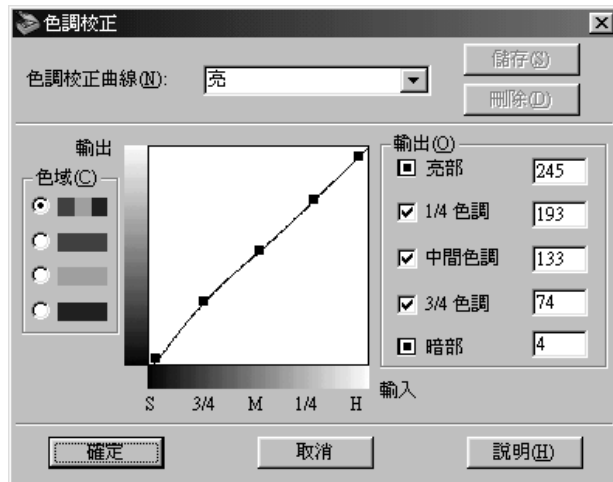 色調校正
色調校正曲線(N):
亮
儲存(S)
刪除(D)
輸出
色域(C)
輸出(O)
亮部 245
1/4 色調 193
中間色調 133
3/4 色調 74
暗部 4
輸入
S 3/4 M 1/4 H
確定 取消 說明(H)